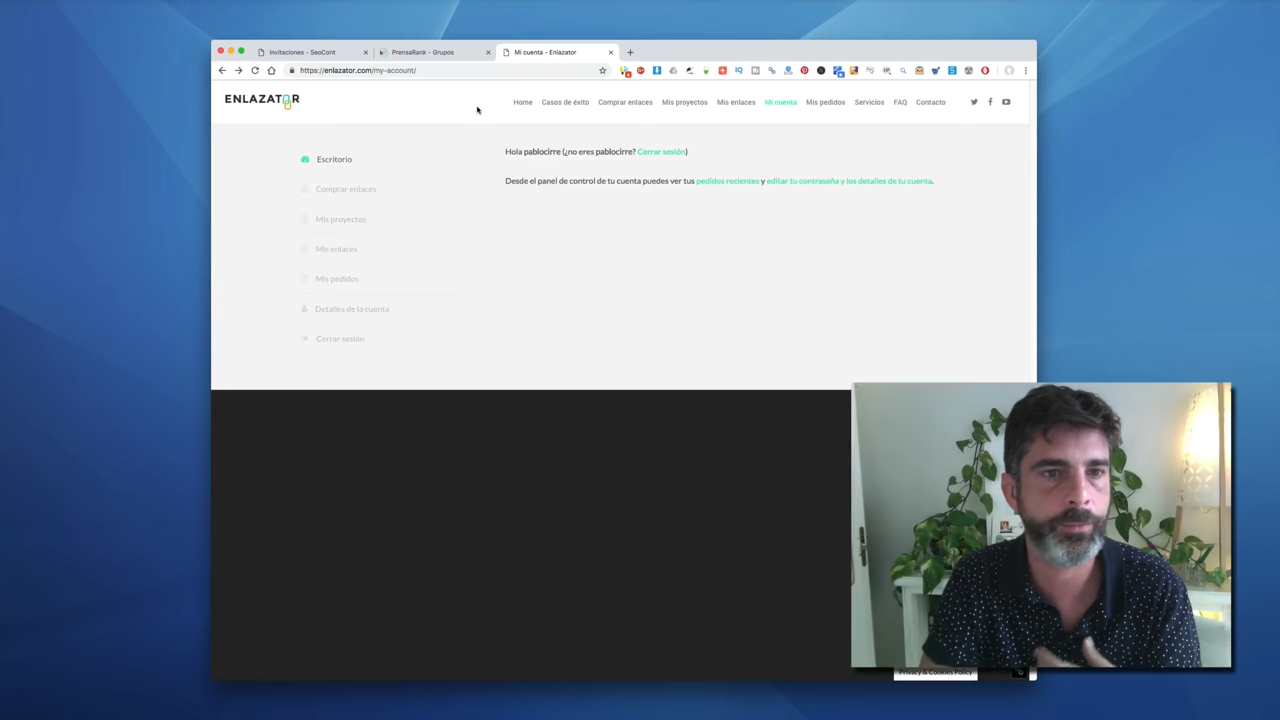 Invitaciones - SeoCont
PrensaRank - Grupos
Mi cuenta - Enlazator
https://enlazator.com/my-account/
ENLAZATOR
Home Casos de éxito Comprar enlaces Mis proyectos Mis enlaces Mi cuenta Mis pedidos Servicios FAQ Contacto
Escritorio
Comprar enlaces
Mis proyectos
Mis enlaces
Mis pedidos
Detalles de la cuenta
Cerrar sesión
Hola pablocirre (¿no eres pablocirre? Cerrar sesión)
Desde el panel de control de tu cuenta puedes ver tus pedidos recientes y editar tu contraseña y los detalles de tu cuenta.
Privacy & Cookies Policy